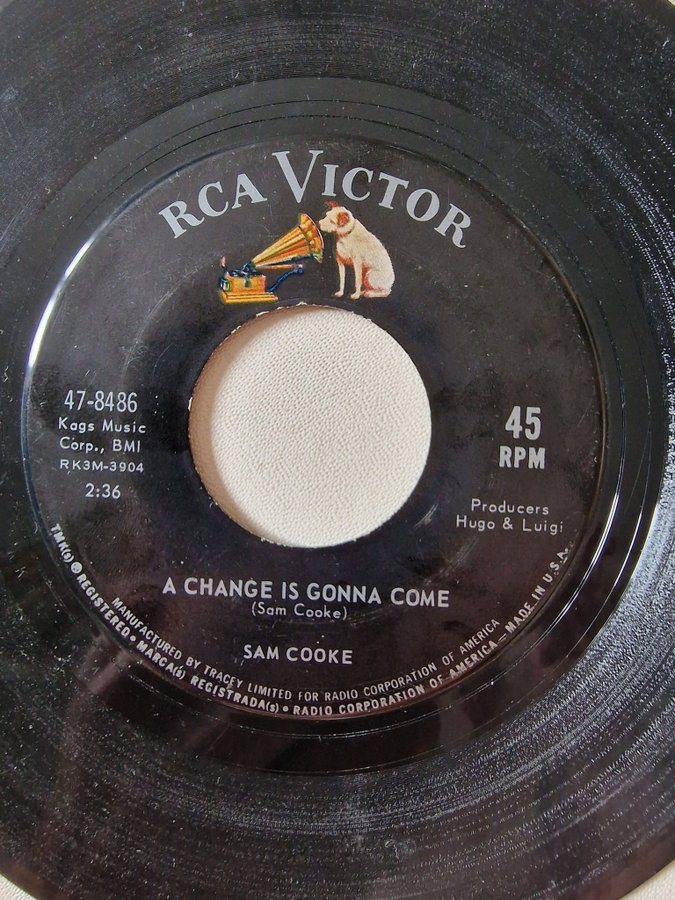 RCA VICTOR
47-8486
Kags Music
Corp., BMI
RK3M-3904
2:36
45
RPM
Producers
Hugo & Luigi
A CHANGE IS GONNA COME
(Sam Cooke)
SAM COOKE
MANUFACTURED BY TRACEY LIMITED FOR RADIO CORPORATION OF AMERICA
TMK(s) ® REGISTERED • MARCA(s) REGISTRADA(s) • RADIO CORPORATION OF AMERICA — MADE IN U.S.A.